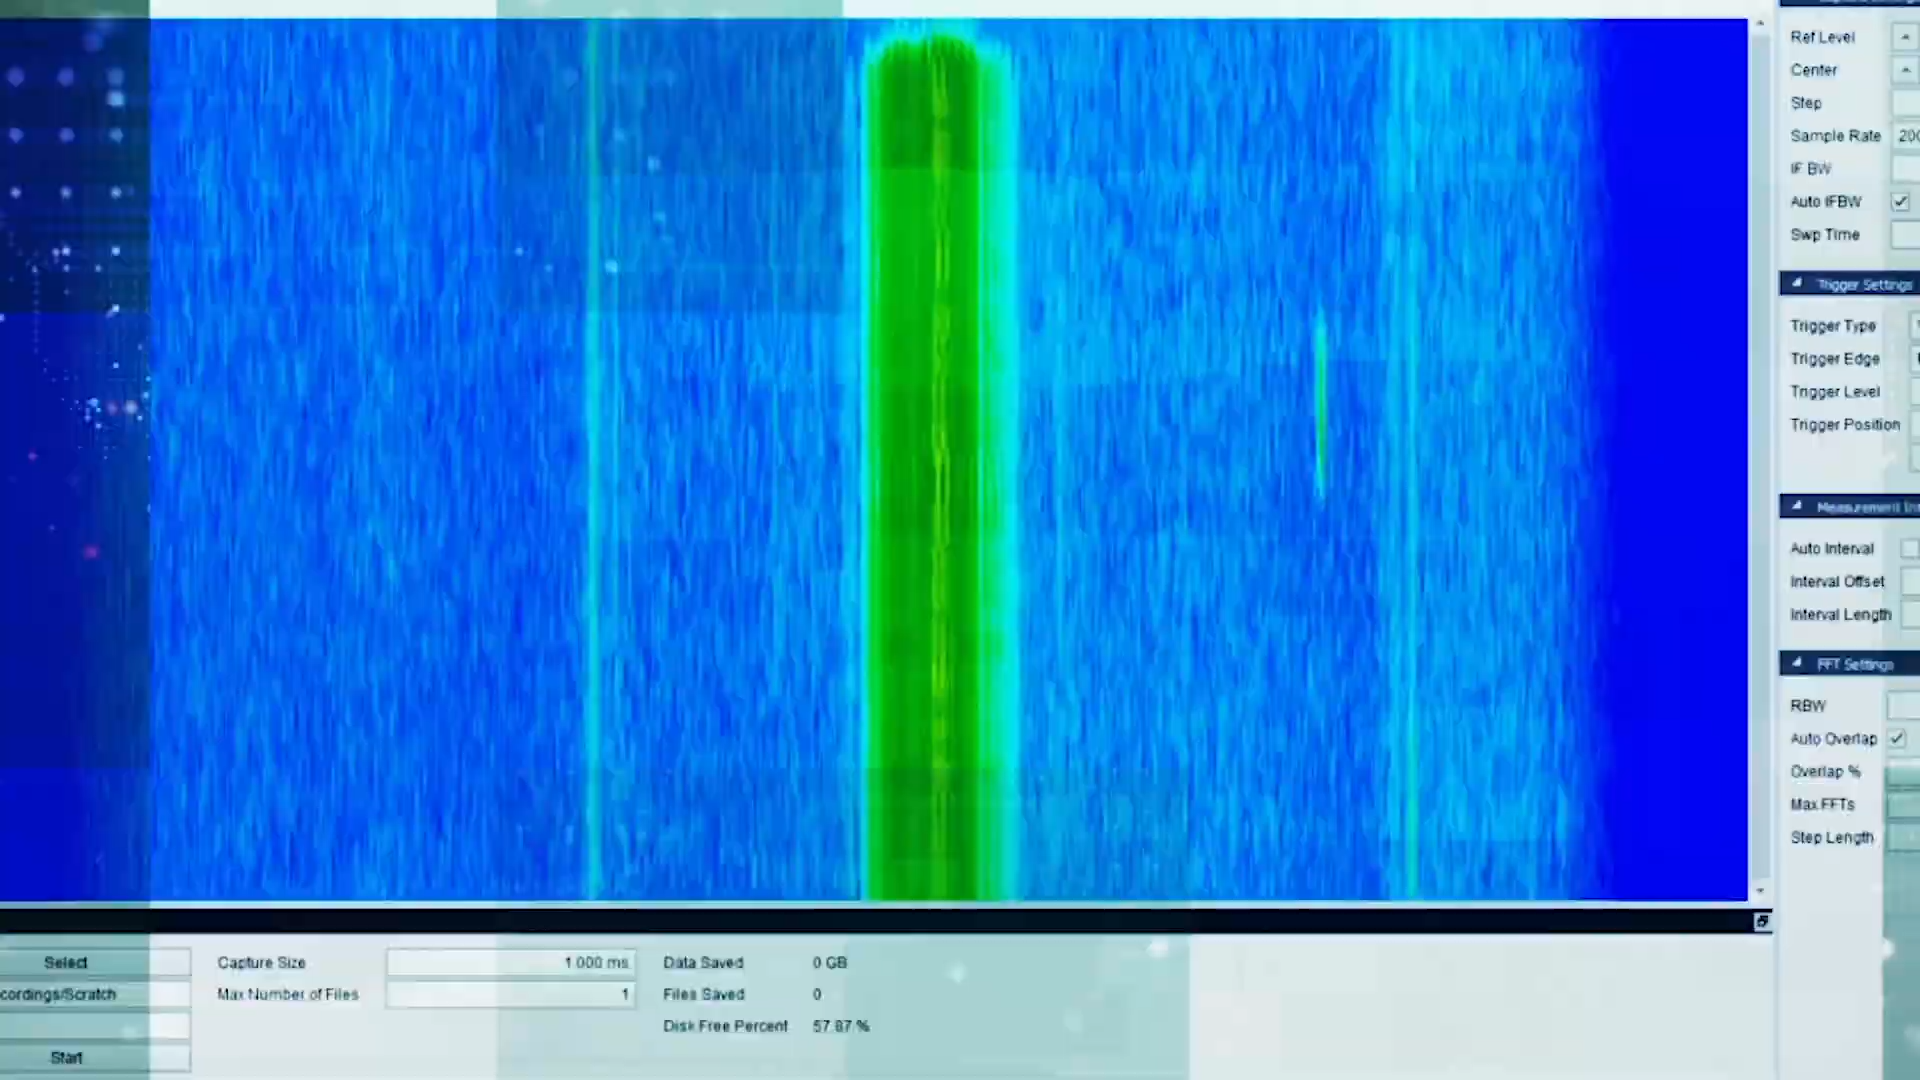 Ref Level
Center
Step
Sample Rate 200
IF BW
Auto IFBW
Swp Time
Trigger Settings
Trigger Type
Trigger Edge
Trigger Level
Trigger Position
Measurement Int
Auto Interval
Interval Offset
Interval Length
FFT Settings
RBW
Auto Overlap
Overlap %
Max FFTs
Step Length
Select
Capture Size 1.000 ms
Data Saved 0 GB
cordings/Scratch
Max Number of Files 1
Files Saved 0
Disk Free Percent 57.87 %
Start